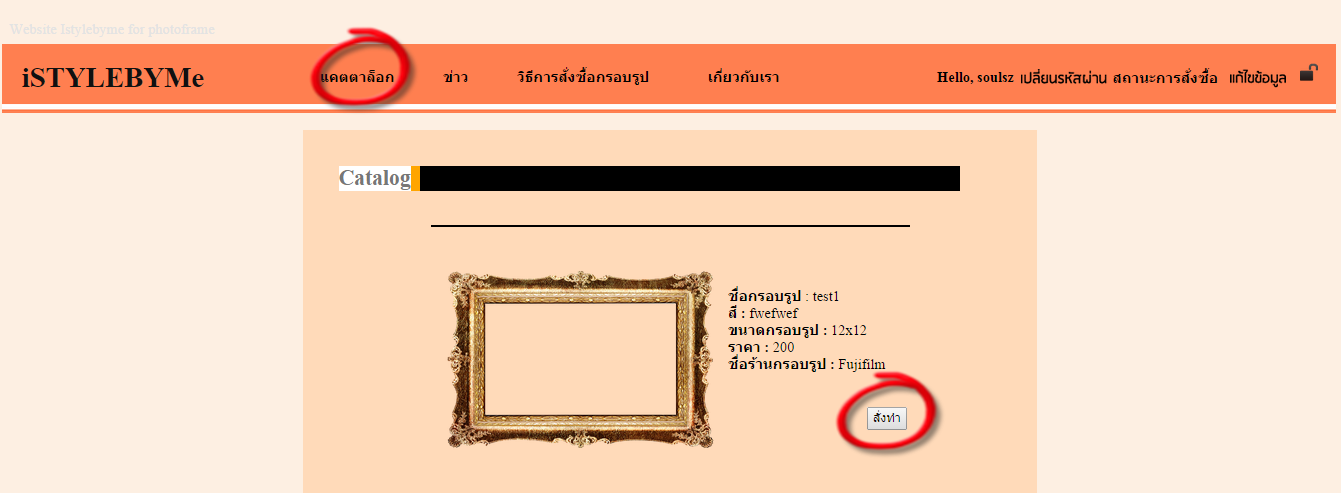 Website Istylebyme for photoframe
iSTYLEBYMe แคตตาล็อก ข่าว วิธีการสั่งซื้อกรอบรูป เกี่ยวกับเรา Hello, soulsz เปลี่ยนรหัสผ่าน สถานะการสั่งซื้อ แก้ไขข้อมูล
Catalog
ชื่อกรอบรูป : test1
สี : fwefwef
ขนาดกรอบรูป : 12x12
ราคา : 200
ชื่อร้านกรอบรูป : Fujifilm
สั่งทำ